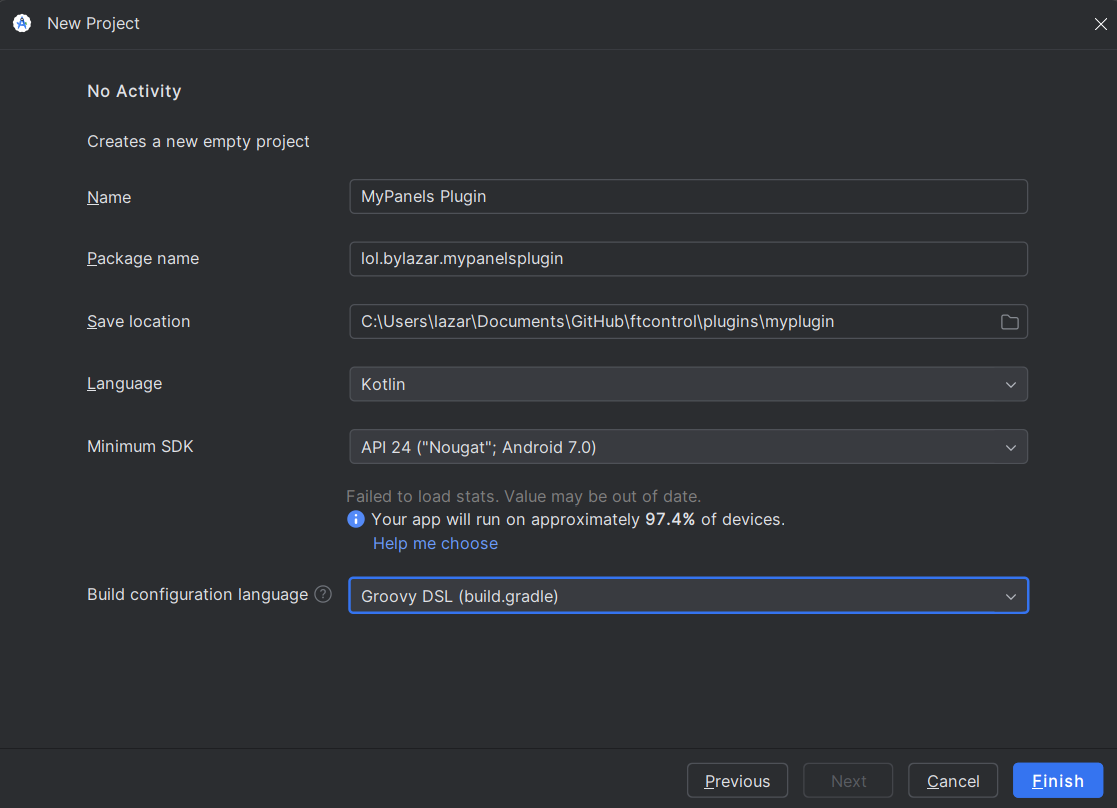 New Project
No Activity
Creates a new empty project
Name
MyPanels Plugin
Package name
lol.bylazar.mypanelsplugin
Save location
C:\Users\lazar\Documents\GitHub\ftcontrol\plugins\myplugin
Language
Kotlin
Minimum SDK
API 24 ("Nougat"; Android 7.0)
Failed to load stats. Value may be out of date.
Your app will run on approximately 97.4% of devices.
Help me choose
Build configuration language ?
Groovy DSL (build.gradle)
Previous
Next
Cancel
Finish